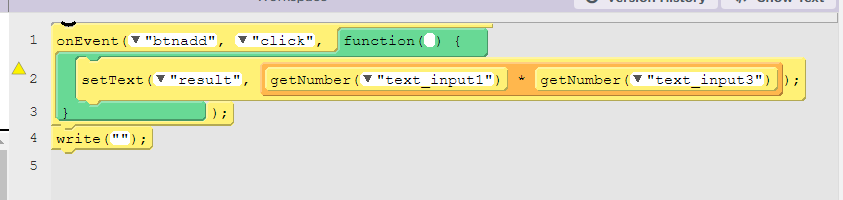 Version History Show Text
1 onEvent(▼"btnadd", ▼"click", function( ) {
2 setText(▼"result", getNumber(▼"text_input1") * getNumber(▼"text_input3"));
3 } );
4 write("");
5